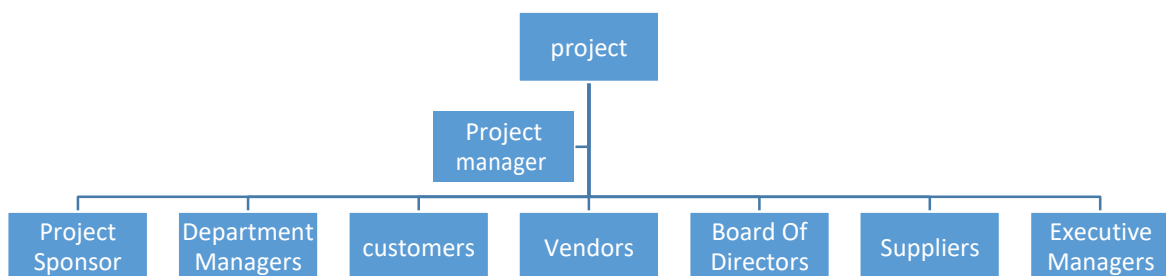 project
Project
manager
Project
Sponsor
Department
Managers
customers
Vendors
Board Of
Directors
Suppliers
Executive
Managers